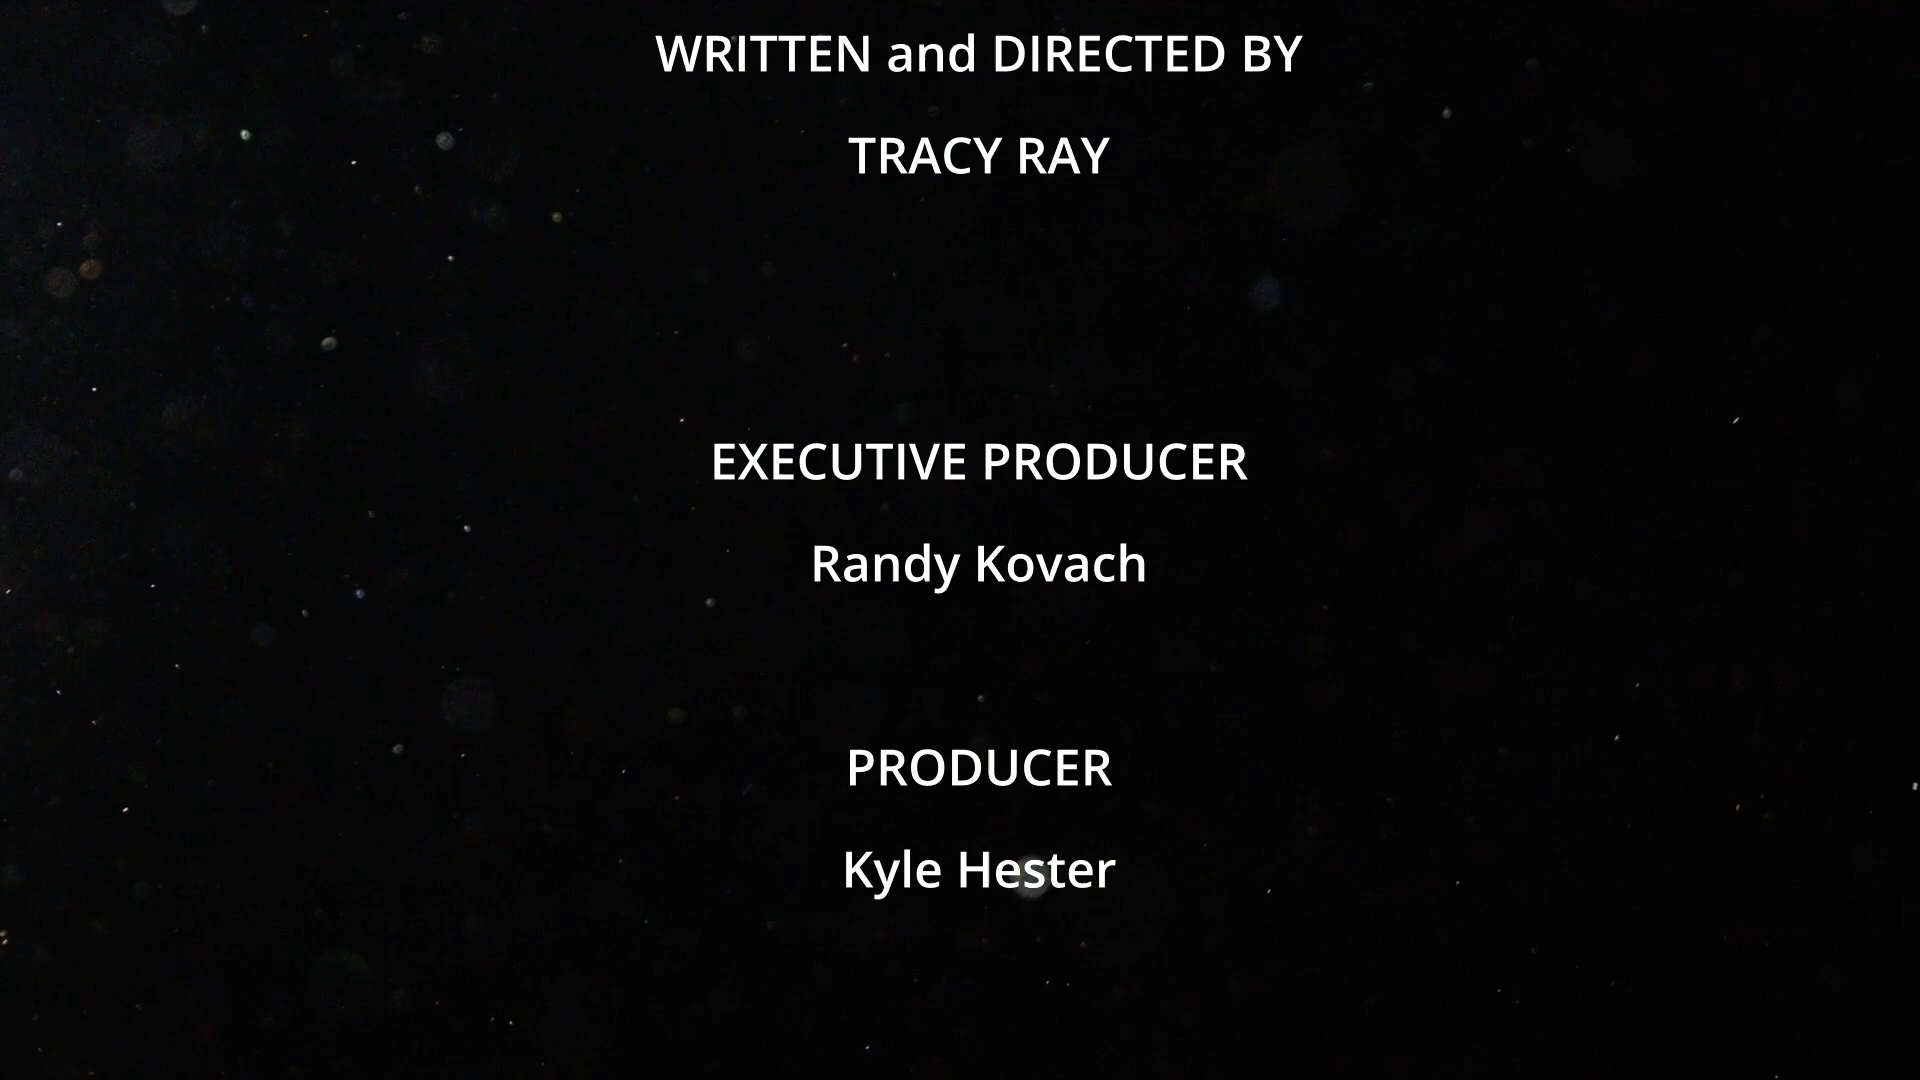 WRITTEN and DIRECTED BY
TRACY RAY
EXECUTIVE PRODUCER
Randy Kovach
PRODUCER
Kyle Hester